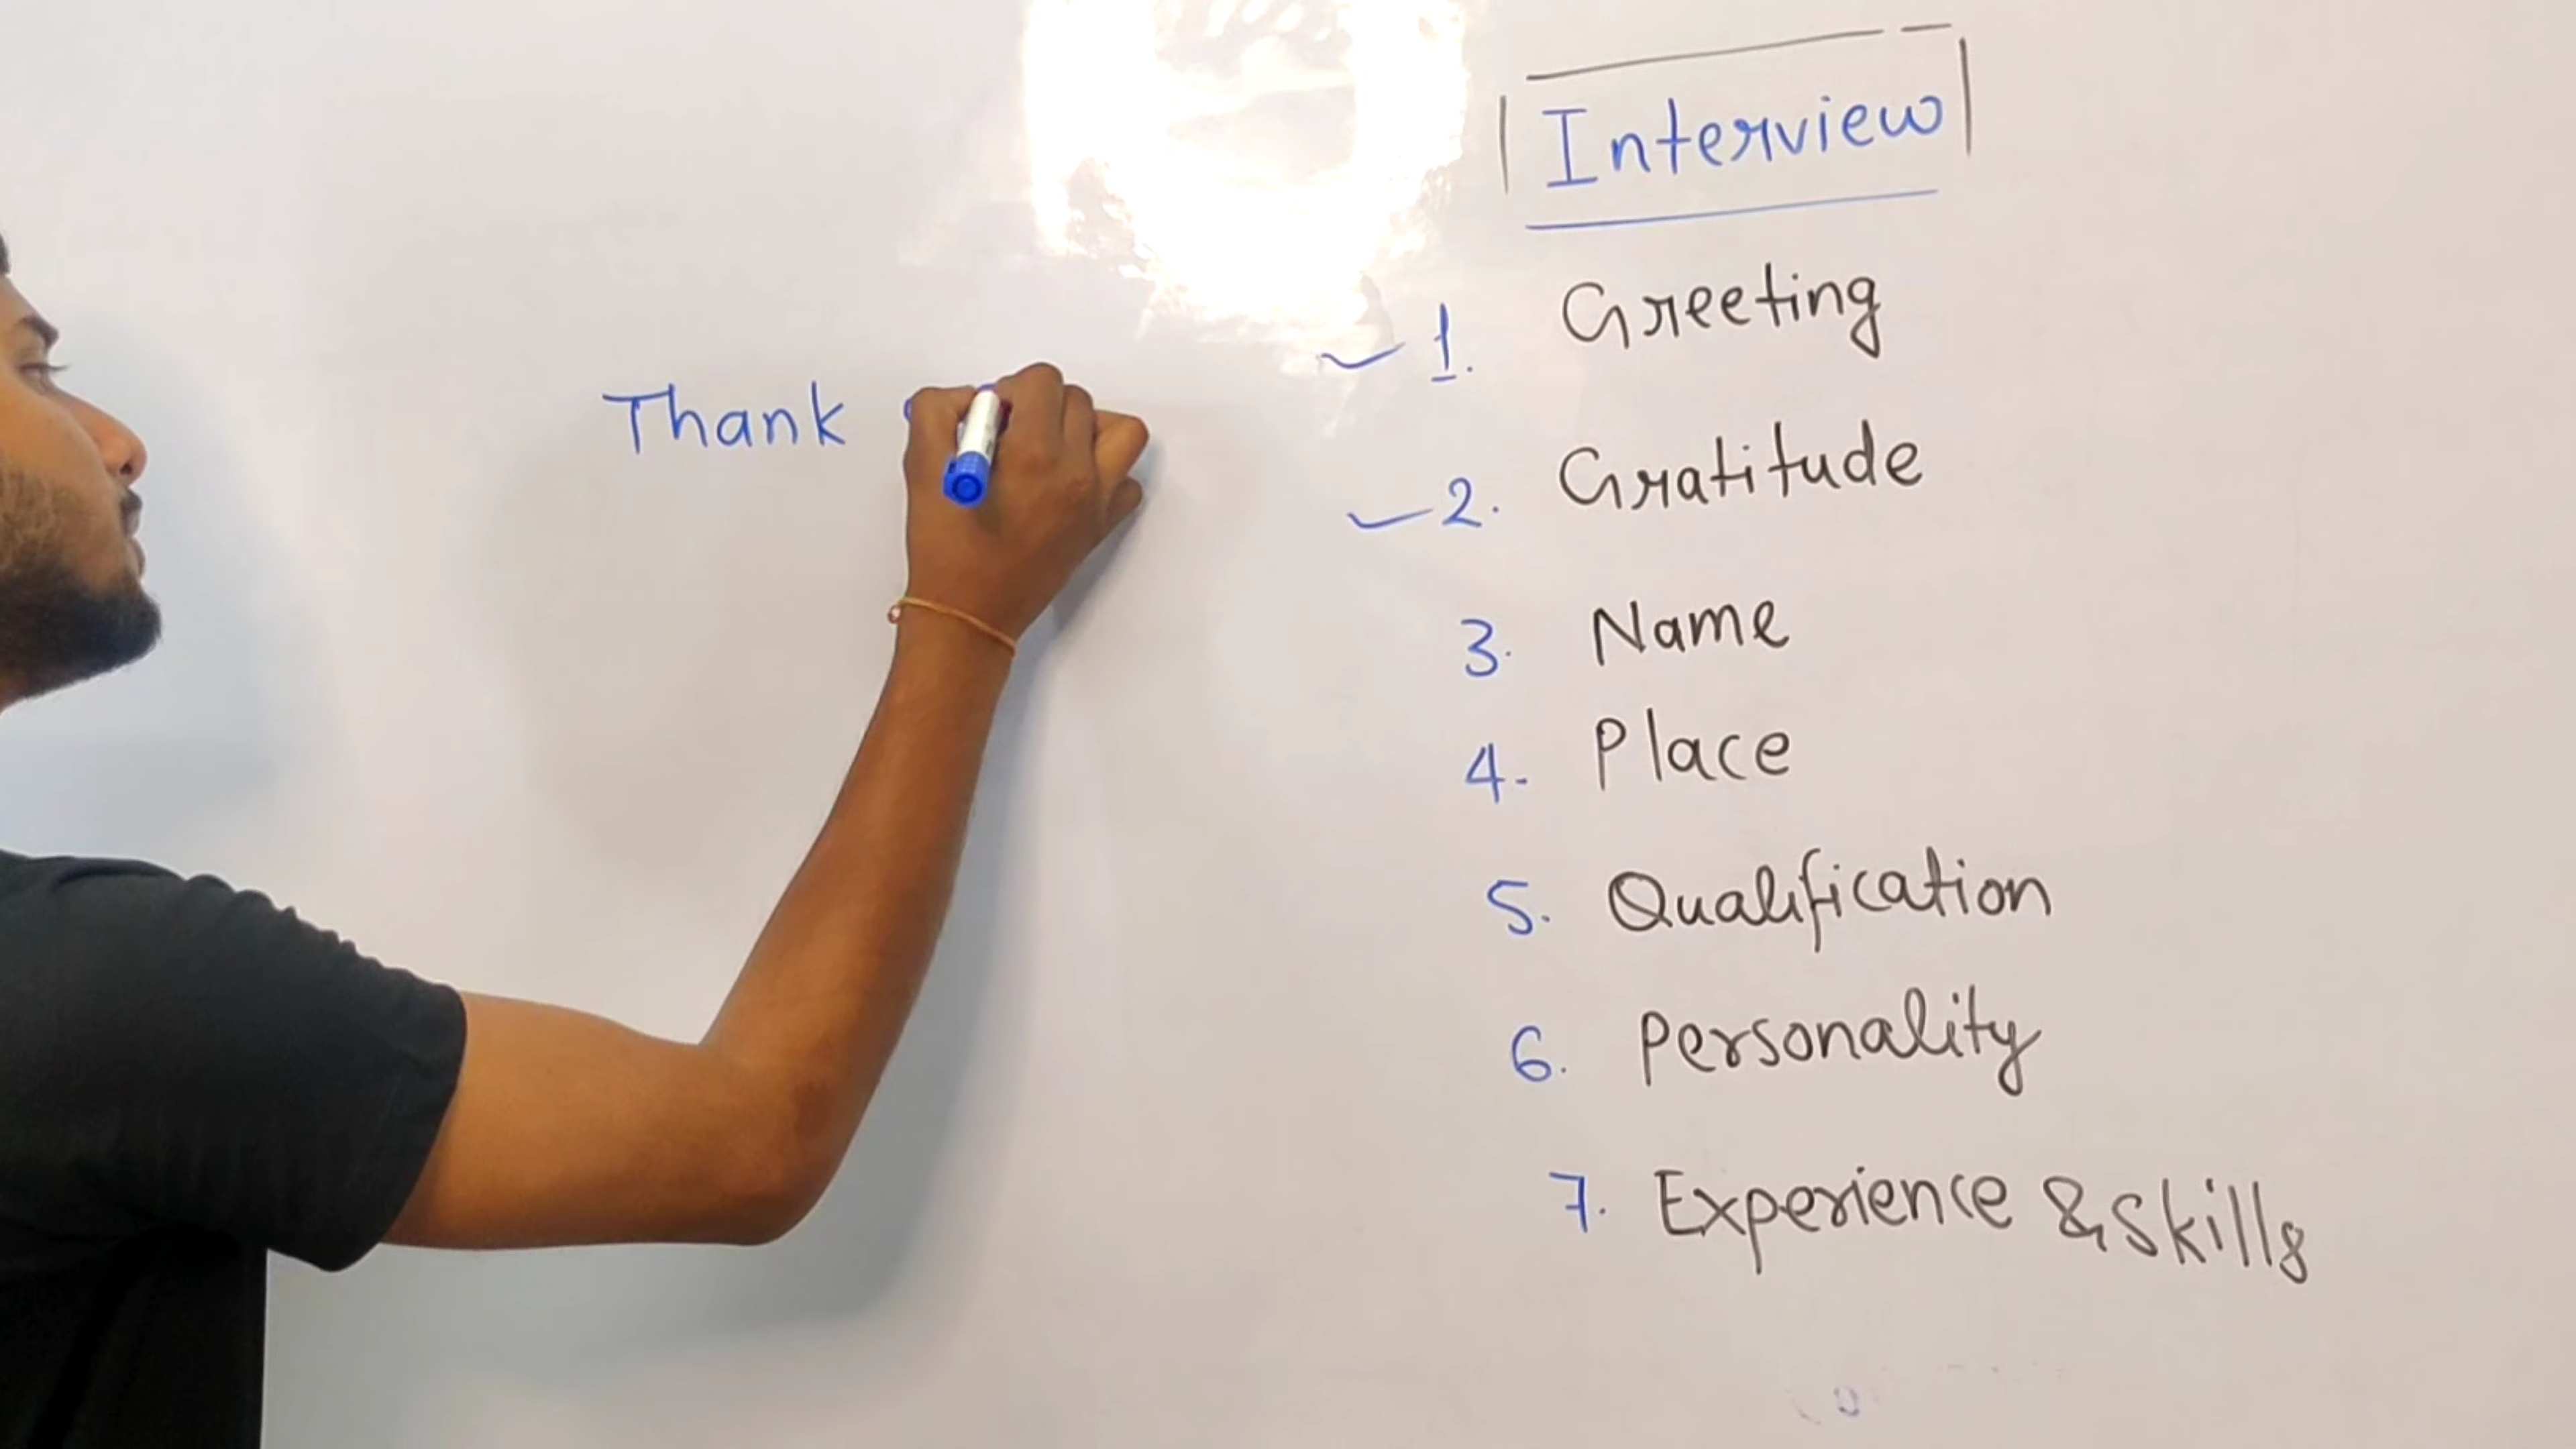 Interview
1. Greeting
2. Gratitude
3. Name
4. Place
5. Qualification
6. Personality
7. Experience & Skills
Thank